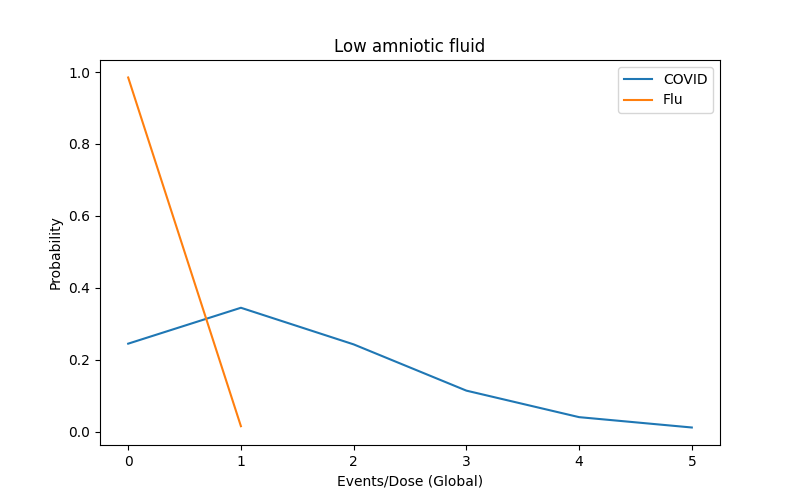 Low amniotic fluid
COVID
Flu
1.0
0.8
0.6
0.4
0.2
0.0
Probability
0 1 2 3 4 5
Events/Dose (Global)